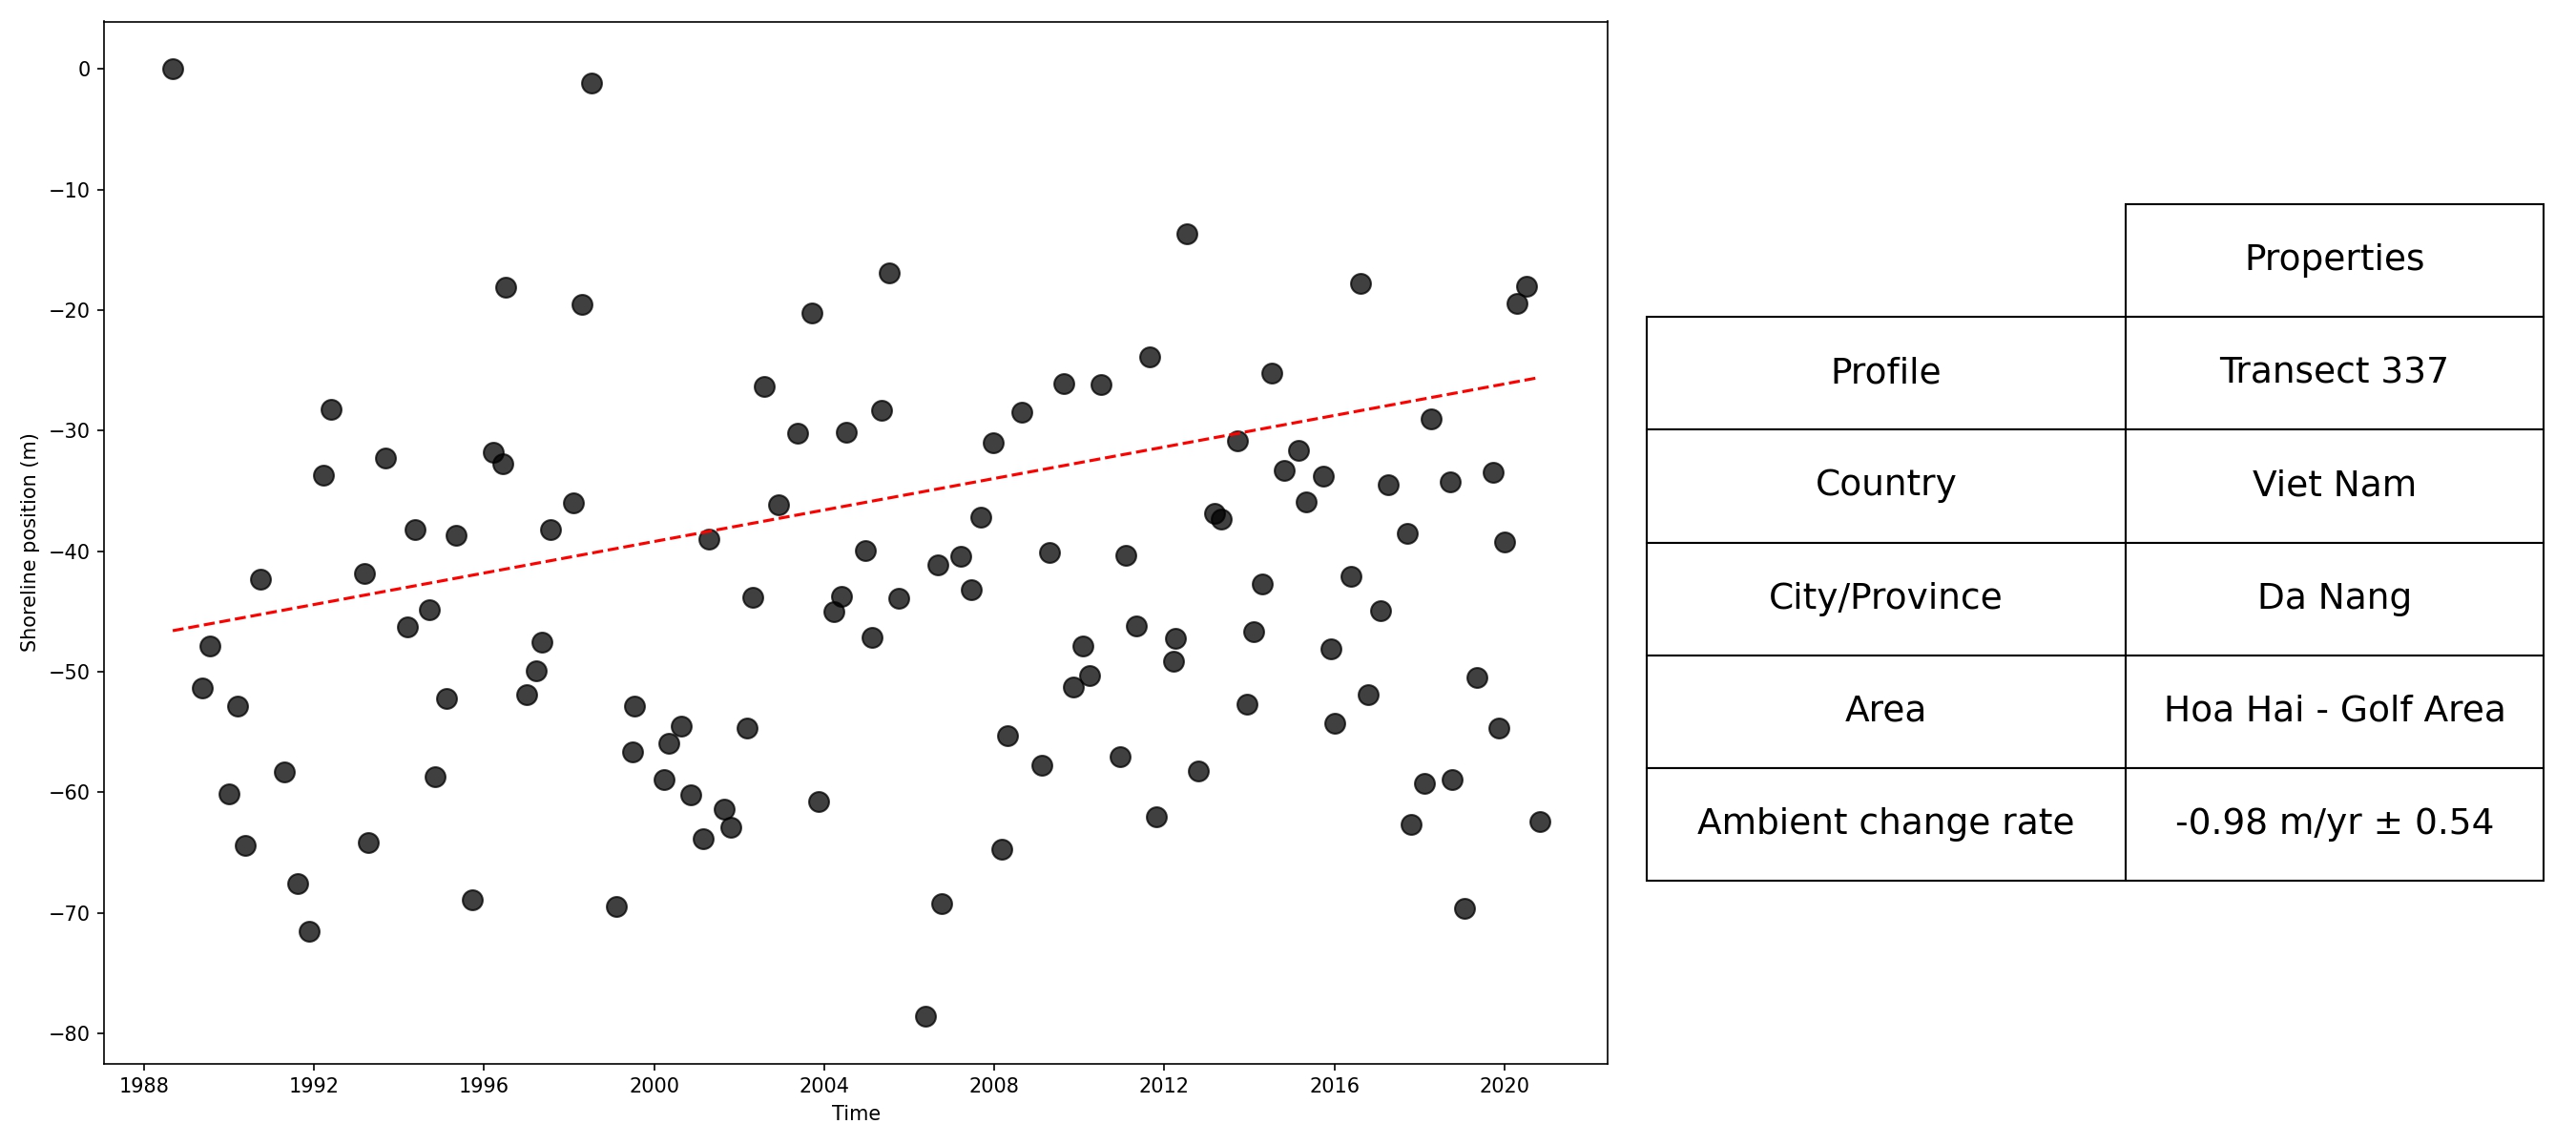 0
−10
−20
−30
−40
−50
−60
−70
−80
Shoreline position (m)
1988 1992 1996 2000 2004 2008 2012 2016 2020
Time
Properties
Profile Transect 337
Country Viet Nam
City/Province Da Nang
Area Hoa Hai - Golf Area
Ambient change rate -0.98 m/yr ± 0.54